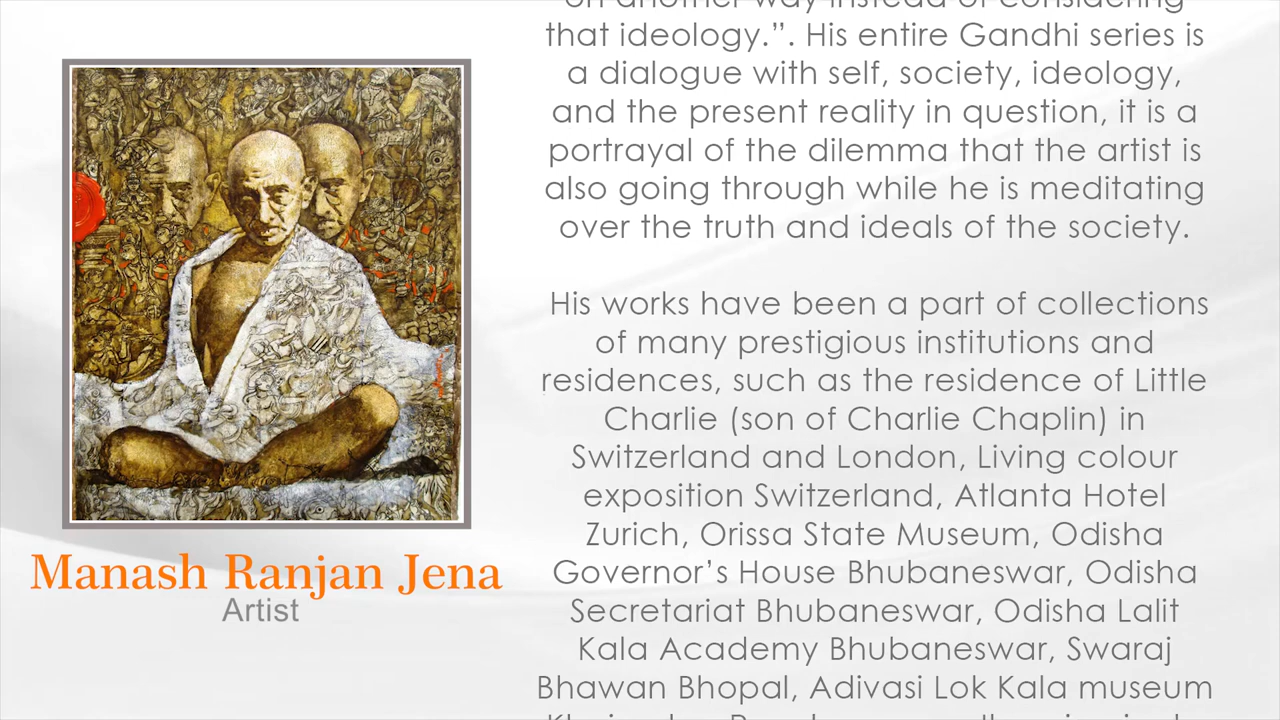 that ideology.”. His entire Gandhi series is
a dialogue with self, society, ideology,
and the present reality in question, it is a
portrayal of the dilemma that the artist is
also going through while he is meditating
over the truth and ideals of the society.
His works have been a part of collections
of many prestigious institutions and
residences, such as the residence of Little
Charlie (son of Charlie Chaplin) in
Switzerland and London, Living colour
exposition Switzerland, Atlanta Hotel
Zurich, Orissa State Museum, Odisha
Governor’s House Bhubaneswar, Odisha
Secretariat Bhubaneswar, Odisha Lalit
Kala Academy Bhubaneswar, Swaraj
Bhawan Bhopal, Adivasi Lok Kala museum
Manash Ranjan Jena
Artist